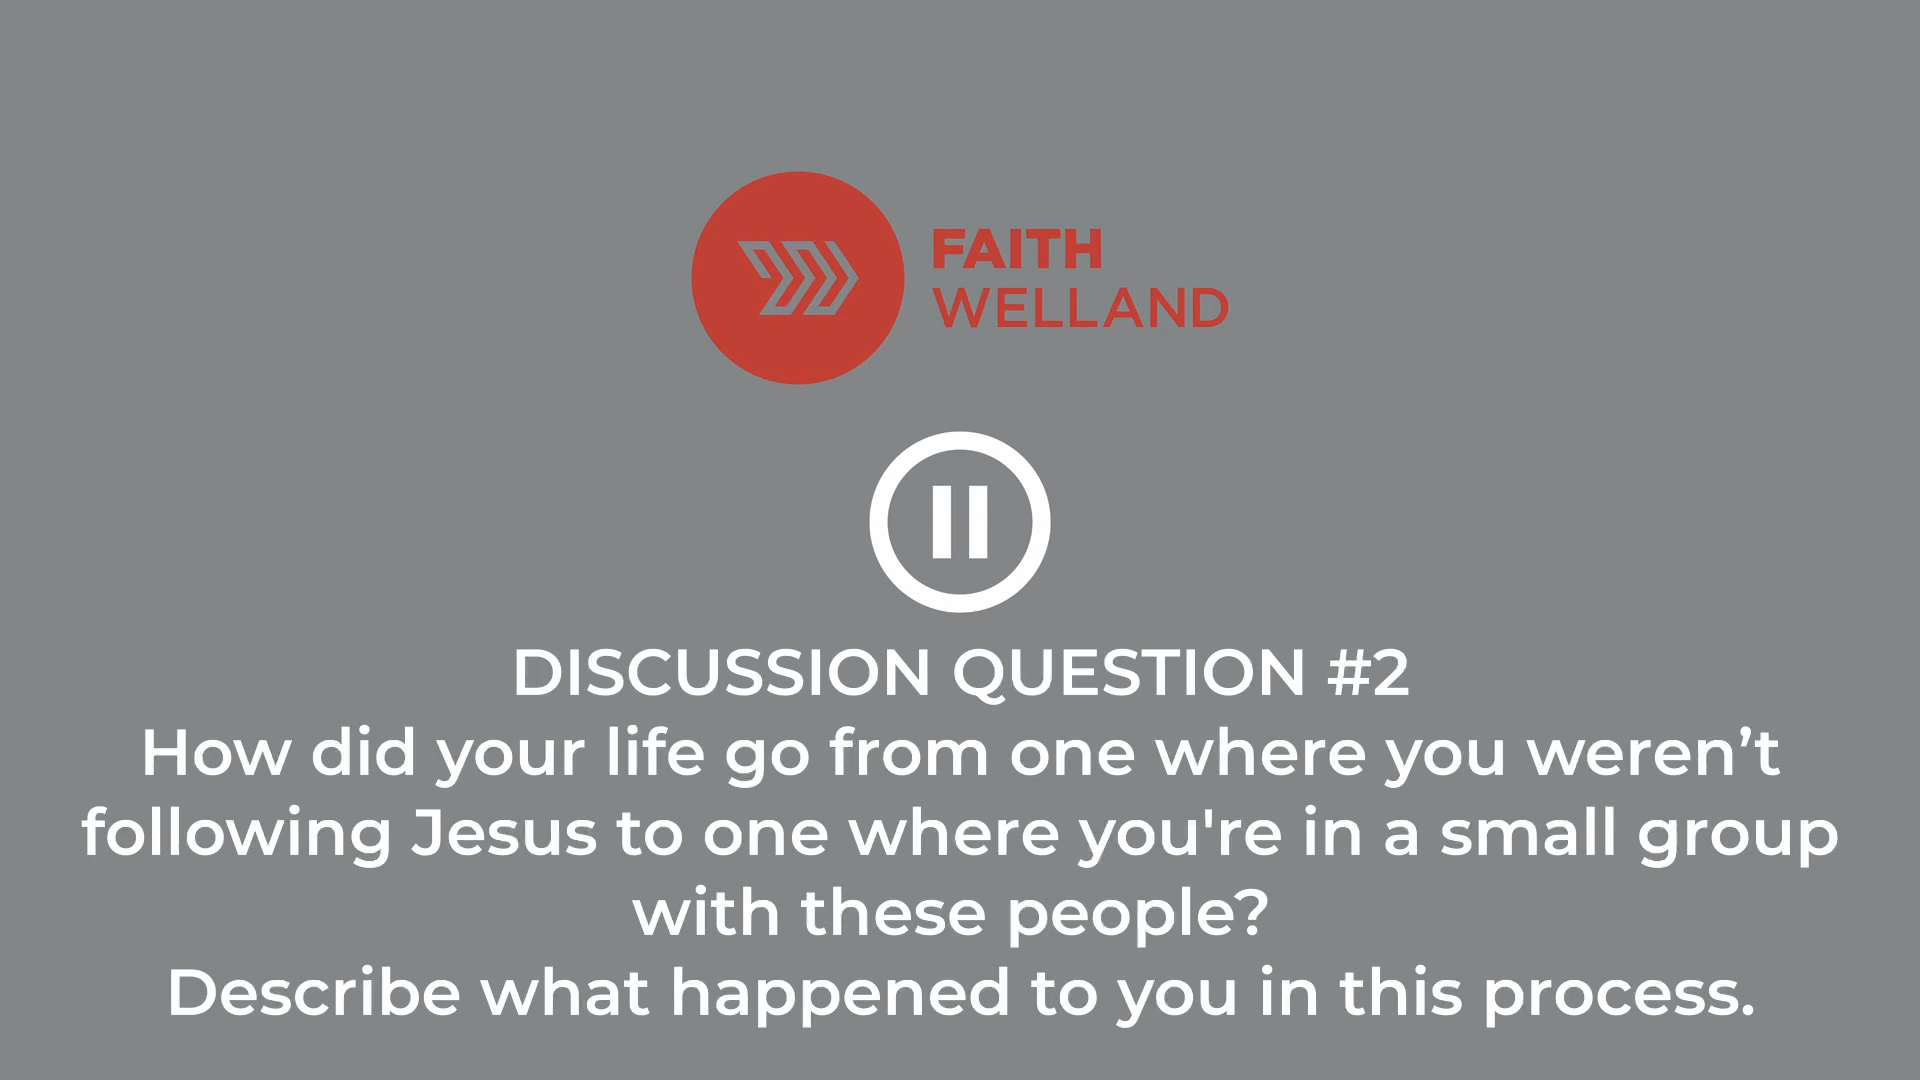 FAITH
WELLAND
DISCUSSION QUESTION #2
How did your life go from one where you weren’t
following Jesus to one where you're in a small group
with these people?
Describe what happened to you in this process.